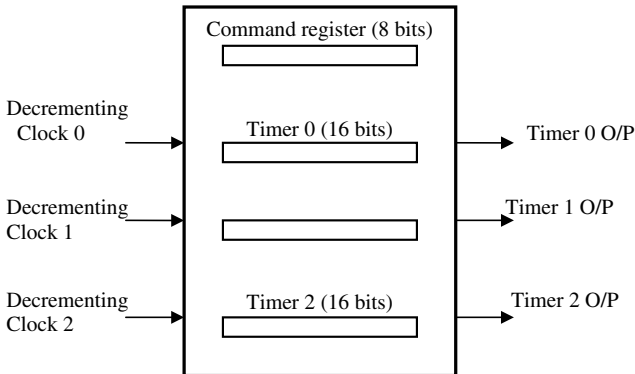 Command register (8 bits)
Decrementing
Clock 0
Timer 0 (16 bits)
Timer 0 O/P
Decrementing
Clock 1
Timer 1 O/P
Decrementing
Clock 2
Timer 2 (16 bits)
Timer 2 O/P